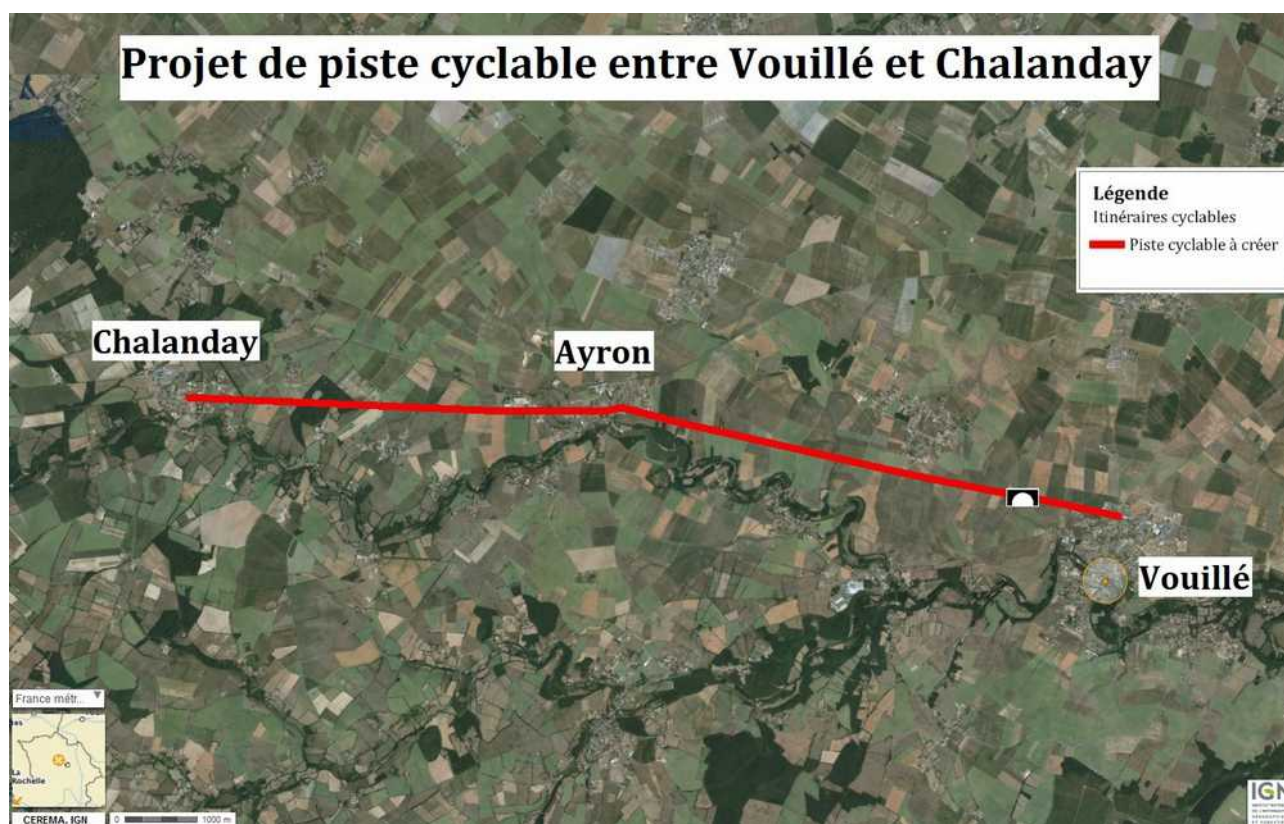 Projet de piste cyclable entre Vouillé et Chalanday
Légende
Itinéraires cyclables
Piste cyclable à créer
Chalanday
Ayron
Vouillé
France métr...
La
Rochelle
CEREMA, IGN
0 1000 m
IGN